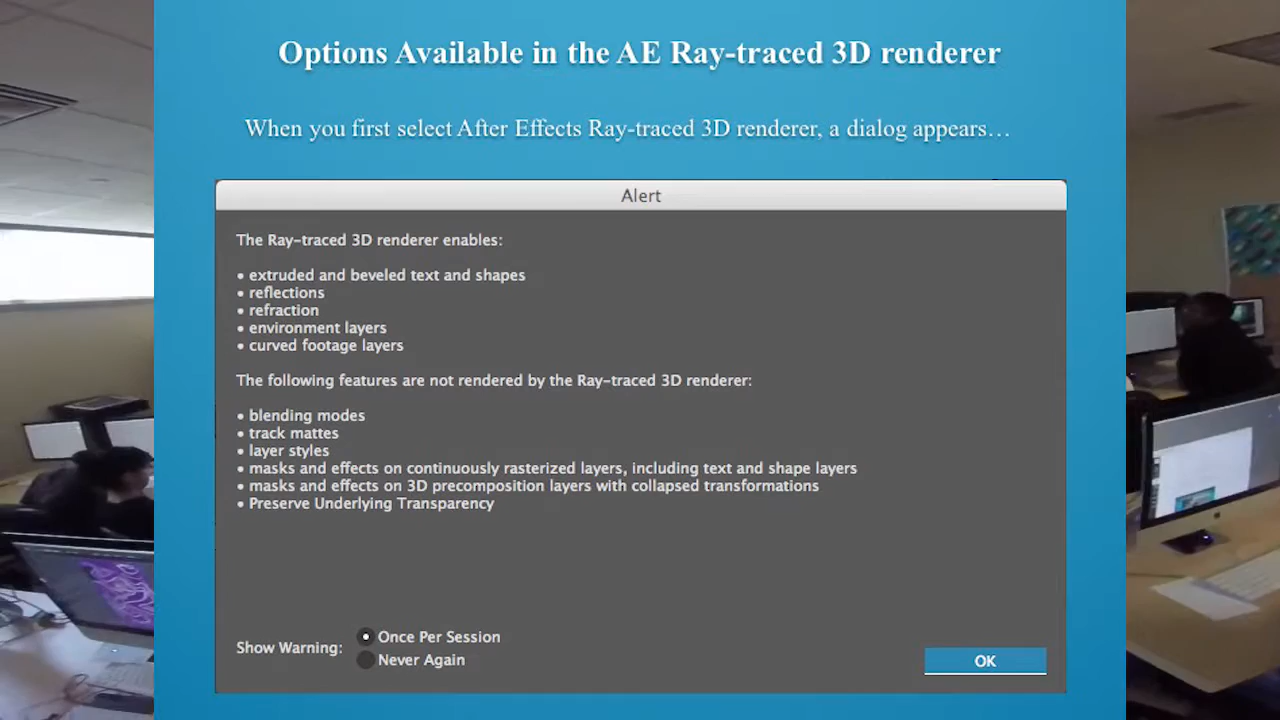 Options Available in the AE Ray-traced 3D renderer
When you first select After Effects Ray-traced 3D renderer, a dialog appears…
Alert
The Ray-traced 3D renderer enables:
• extruded and beveled text and shapes
• reflections
• refraction
• environment layers
• curved footage layers
The following features are not rendered by the Ray-traced 3D renderer:
• blending modes
• track mattes
• layer styles
• masks and effects on continuously rasterized layers, including text and shape layers
• masks and effects on 3D precomposition layers with collapsed transformations
• Preserve Underlying Transparency
Show Warning:
Once Per Session
Never Again
OK